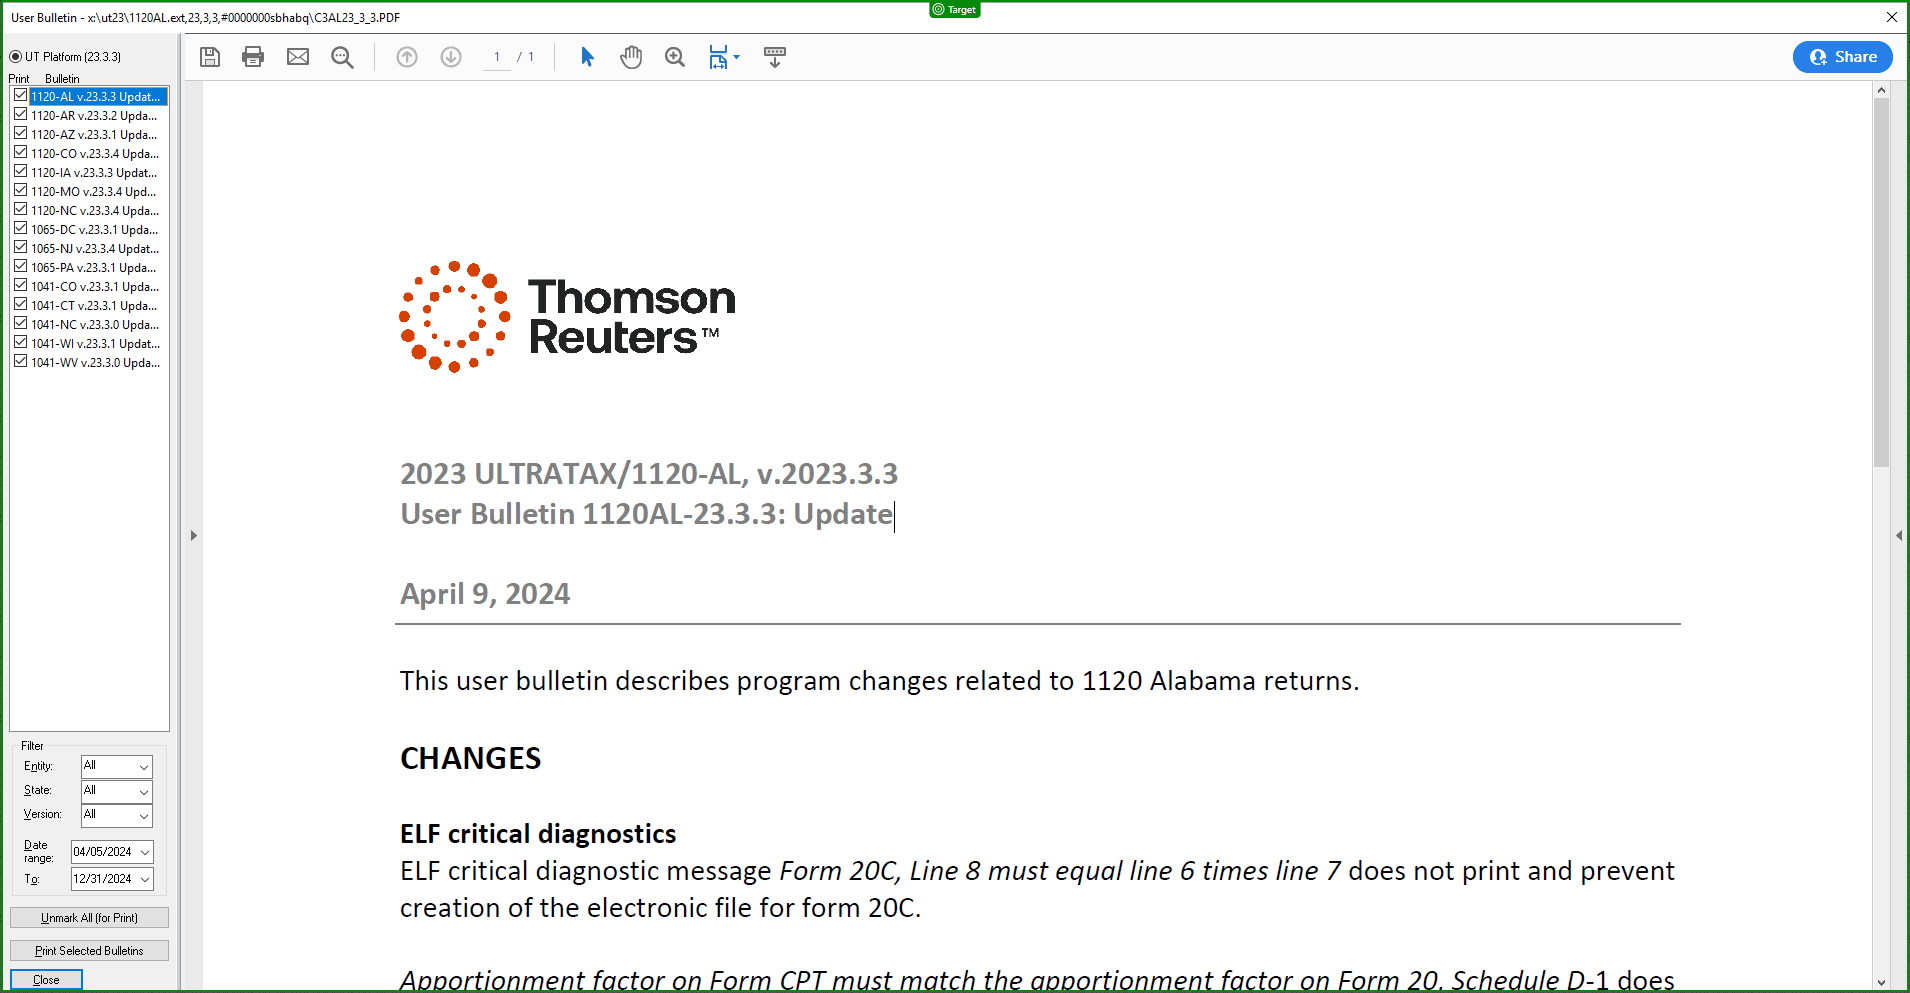 User Bulletin - x:\ut23\1120AL.ext,23,3,3,#0000000sbhabq\C3AL23_3_3.PDF
Target
UT Platform (23.3.3)
Print Bulletin
1120-AL v.23.3.3 Updat...
1120-AR v.23.3.2 Upda...
1120-AZ v.23.3.1 Upda...
1120-CO v.23.3.4 Upda...
1120-IA v.23.3.3 Updat...
1120-MO v.23.3.4 Upd...
1120-NC v.23.3.4 Upda...
1065-DC v.23.3.1 Upda...
1065-NJ v.23.3.4 Updat...
1065-PA v.23.3.1 Upda...
1041-CO v.23.3.1 Upda...
1041-CT v.23.3.1 Upda...
1041-NC v.23.3.0 Upda...
1041-WI v.23.3.1 Updat...
1041-WV v.23.3.0 Upda...
Filter
Entity: All
State: All
Version: All
Date
range: 04/05/2024
To: 12/31/2024
Unmark All (for Print)
Print Selected Bulletins
Close
1 / 1
Share
Thomson
Reuters™
2023 ULTRATAX/1120-AL, v.2023.3.3
User Bulletin 1120AL-23.3.3: Update
April 9, 2024
This user bulletin describes program changes related to 1120 Alabama returns.
CHANGES
ELF critical diagnostics
ELF critical diagnostic message Form 20C, Line 8 must equal line 6 times line 7 does not print and prevent
creation of the electronic file for form 20C.
Apportionment factor on Form CPT must match the apportionment factor on Form 20, Schedule D-1 does